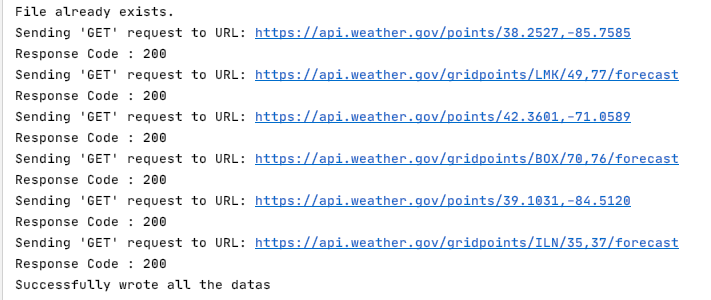 File already exists.
Sending 'GET' request to URL: https://api.weather.gov/points/38.2527,-85.7585
Response Code : 200
Sending 'GET' request to URL: https://api.weather.gov/gridpoints/LMK/49,77/forecast
Response Code : 200
Sending 'GET' request to URL: https://api.weather.gov/points/42.3601,-71.0589
Response Code : 200
Sending 'GET' request to URL: https://api.weather.gov/gridpoints/BOX/70,76/forecast
Response Code : 200
Sending 'GET' request to URL: https://api.weather.gov/points/39.1031,-84.5120
Response Code : 200
Sending 'GET' request to URL: https://api.weather.gov/gridpoints/ILN/35,37/forecast
Response Code : 200
Successfully wrote all the datas